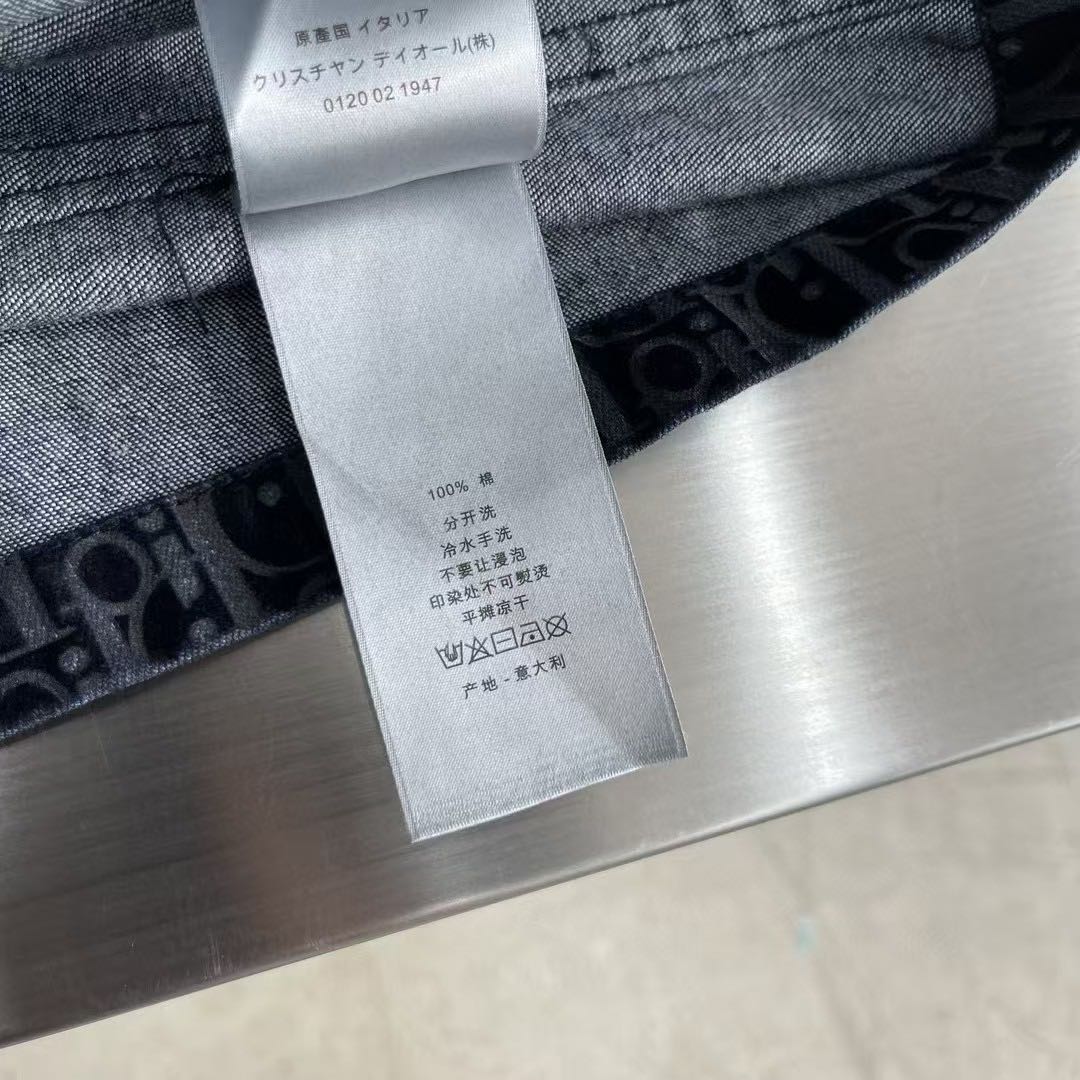 原產国 イタリア
クリスチヤン デイオール(株)
0120 02 1947
100% 棉
分开洗
冷水手洗
不要让浸泡
印染处不可熨烫
平摊凉干
产地 - 意大利